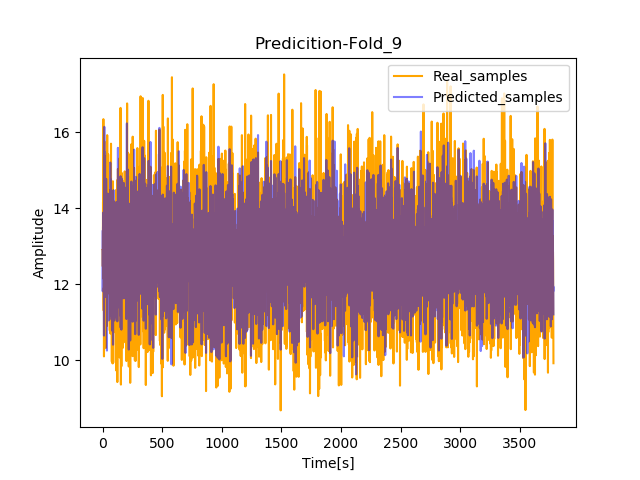 Predicition-Fold_9
Real_samples
Predicted_samples
16
14
12
10
Amplitude
0 500 1000 1500 2000 2500 3000 3500
Time[s]